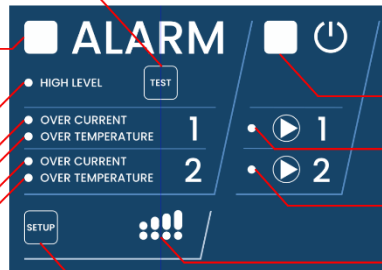 ALARM
HIGH LEVEL
TEST
OVER CURRENT
OVER TEMPERATURE
1
1
OVER CURRENT
OVER TEMPERATURE
2
2
SETUP